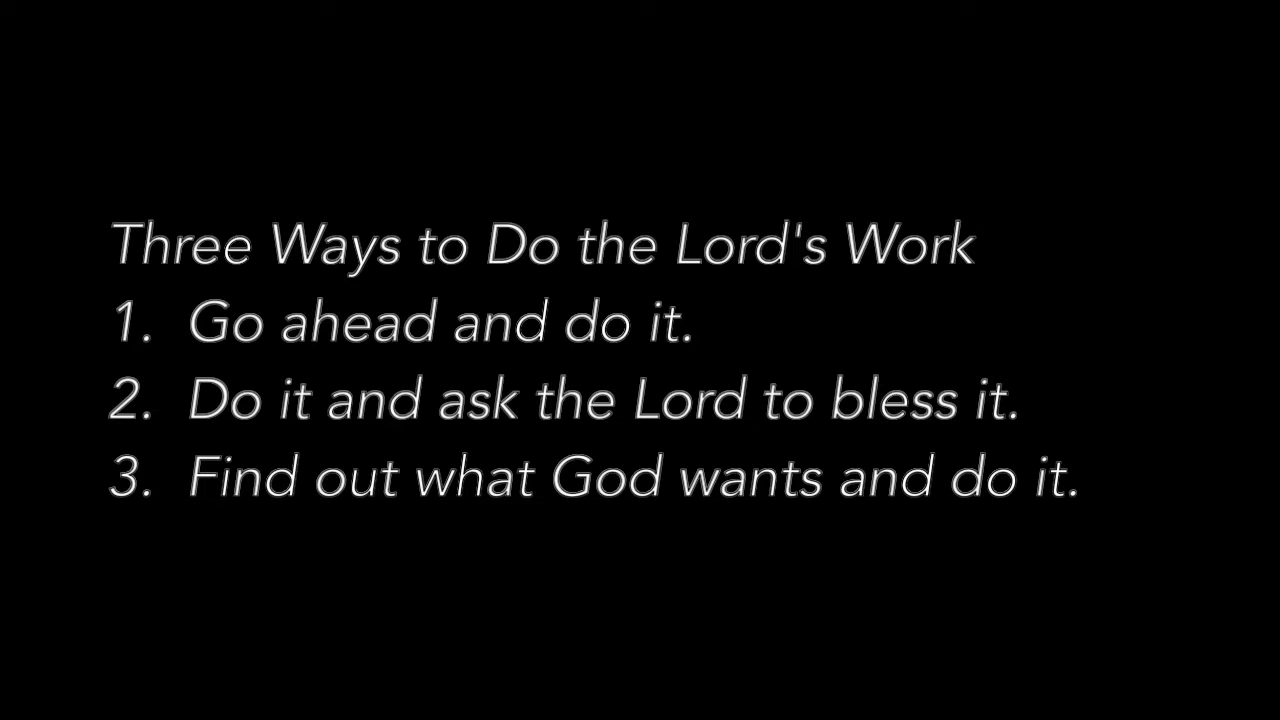 Three Ways to Do the Lord's Work
1. Go ahead and do it.
2. Do it and ask the Lord to bless it.
3. Find out what God wants and do it.